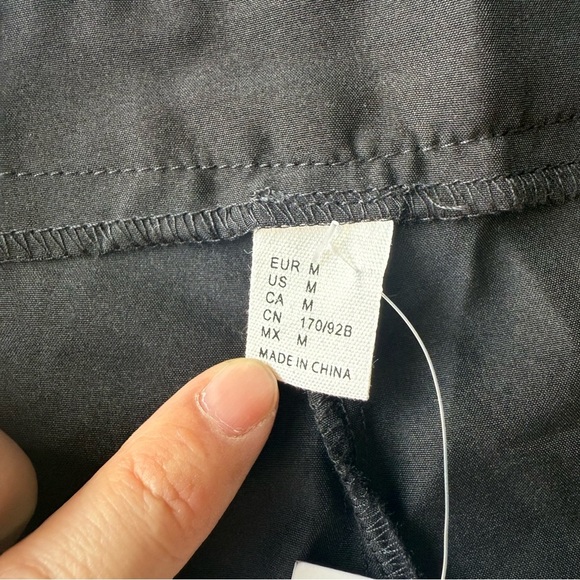 EUR M
US M
CA M
CN 170/92B
MX M
MADE IN CHINA